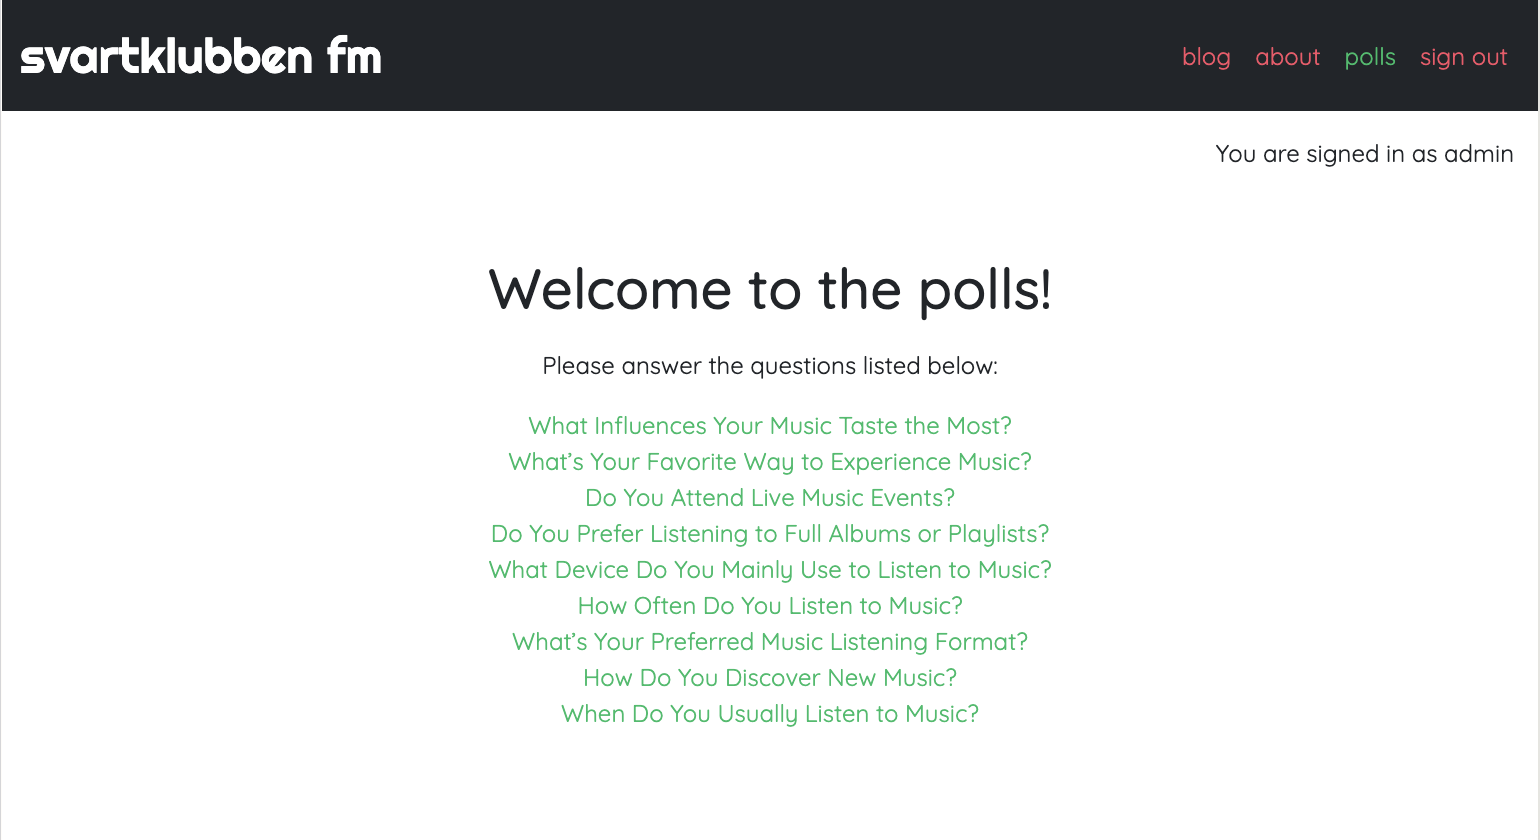 svartklubben fm
blog about polls sign out
You are signed in as admin
Welcome to the polls!
Please answer the questions listed below:
What Influences Your Music Taste the Most?
What’s Your Favorite Way to Experience Music?
Do You Attend Live Music Events?
Do You Prefer Listening to Full Albums or Playlists?
What Device Do You Mainly Use to Listen to Music?
How Often Do You Listen to Music?
What’s Your Preferred Music Listening Format?
How Do You Discover New Music?
When Do You Usually Listen to Music?